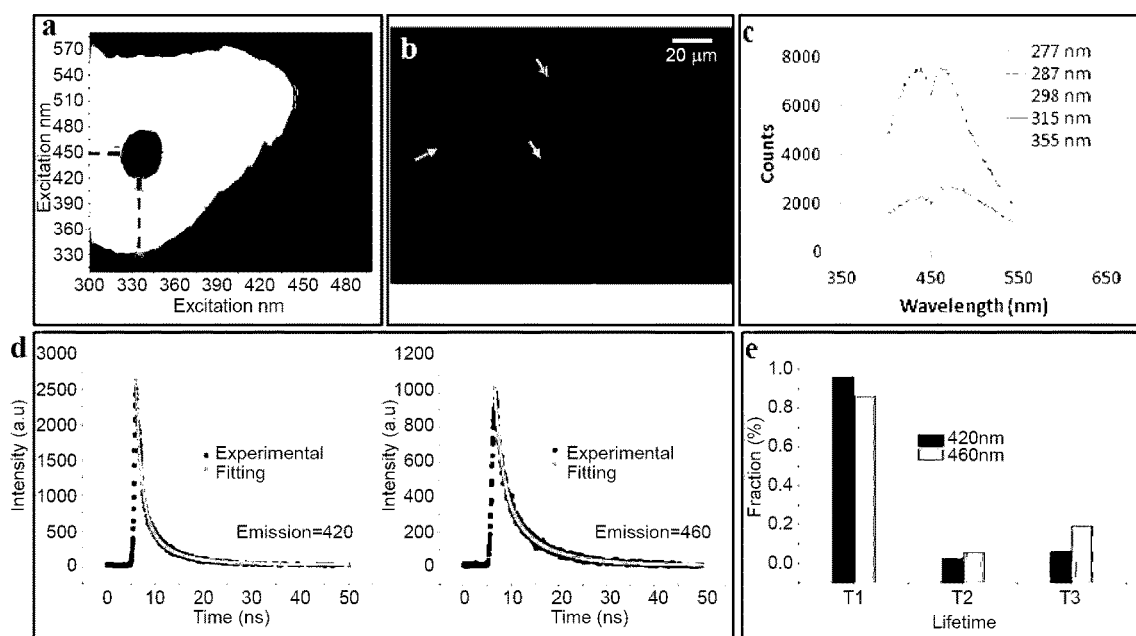 a
570
540
510
480
450
420
390
360
330
Excitation nm
300 330 360 390 420 450 480
Excitation nm
b
20 µm
c
8000
6000
4000
2000
0
Counts
277 nm
287 nm
298 nm
315 nm
355 nm
350 450 550 650
Wavelength (nm)
d
3000
2500
2000
1500
500
0
Intensity (a.u)
Experimental
Fitting
Emission=420
0 10 20 30 40 50
Time (ns)
1200
1000
800
600
400
200
0
Intensity (a.u)
Experimental
Fitting
Emission=460
0 10 20 30 40 50
Time (ns)
e
1.0
0.8
0.6
0.4
0.2
0.0
Fraction (%)
420nm
460nm
T1 T2 T3
Lifetime